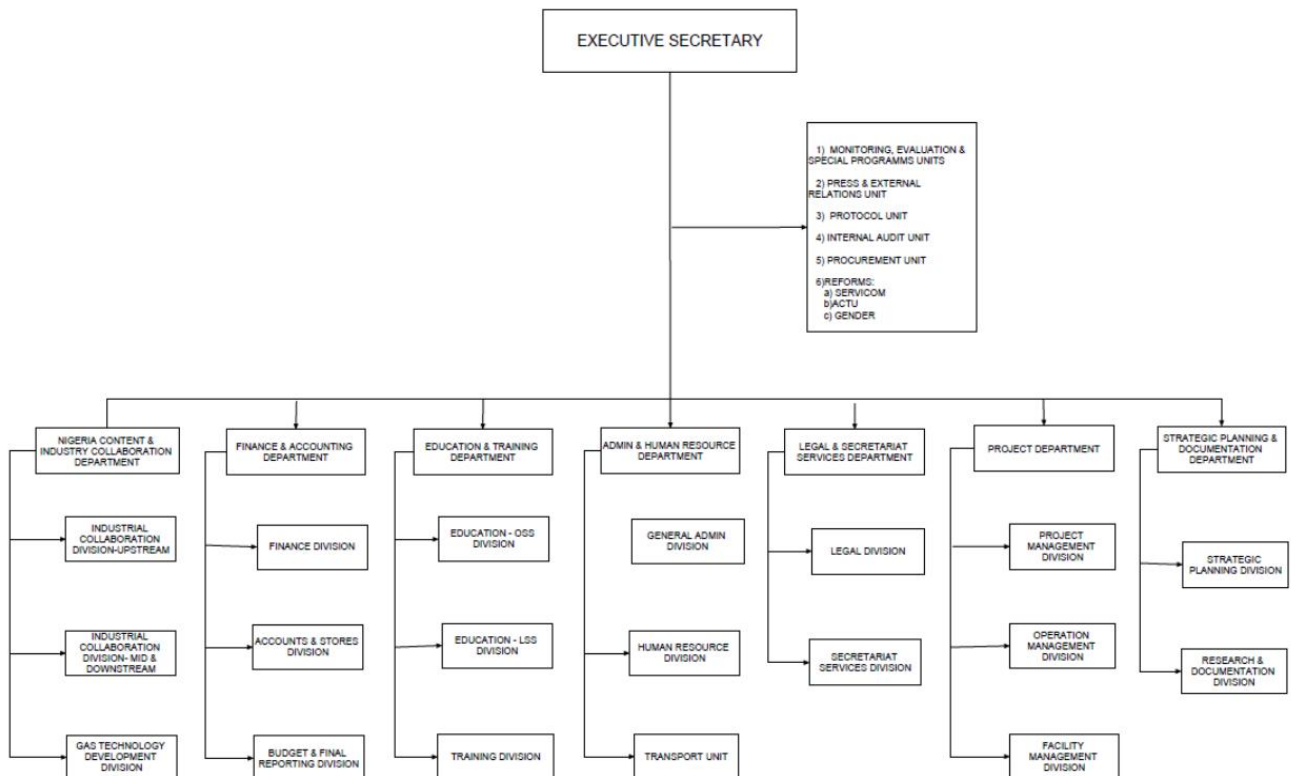 EXECUTIVE SECRETARY
1) MONITORING, EVALUATION &
SPECIAL PROGRAMMS UNITS
2) PRESS & EXTERNAL
RELATIONS UNIT
3) PROTOCOL UNIT
4) INTERNAL AUDIT UNIT
5) PROCUREMENT UNIT
6)REFORMS:
a) SERVICOM
b)ACTU
c) GENDER
NIGERIA CONTENT &
INDUSTRY COLLABORATION
DEPARTMENT
FINANCE & ACCOUNTING
DEPARTMENT
EDUCATION & TRAINING
DEPARTMENT
ADMIN & HUMAN RESOURCE
DEPARTMENT
LEGAL & SECRETARIAT
SERVICES DEPARTMENT
PROJECT DEPARTMENT
STRATEGIC PLANNING &
DOCUMENTATION
DEPARTMENT
INDUSTRIAL
COLLABORATION
DIVISION-UPSTREAM
FINANCE DIVISION
EDUCATION - OSS
DIVISION
GENERAL ADMIN
DIVISION
LEGAL DIVISION
PROJECT
MANAGEMENT
DIVISION
STRATEGIC
PLANNING DIVISION
INDUSTRIAL
COLLABORATION
DIVISION- MID &
DOWNSTREAM
ACCOUNTS & STORES
DIVISION
EDUCATION - LSS
DIVISION
HUMAN RESOURCE
DIVISION
SECRETARIAT
SERVICES DIVISION
OPERATION
MANAGEMENT
DIVISION
RESEARCH &
DOCUMENTATION
DIVISION
GAS TECHNOLOGY
DEVELOPMENT
DIVISION
BUDGET & FINAL
REPORTING DIVISION
TRAINING DIVISION
TRANSPORT UNIT
FACILITY
MANAGEMENT
DIVISION